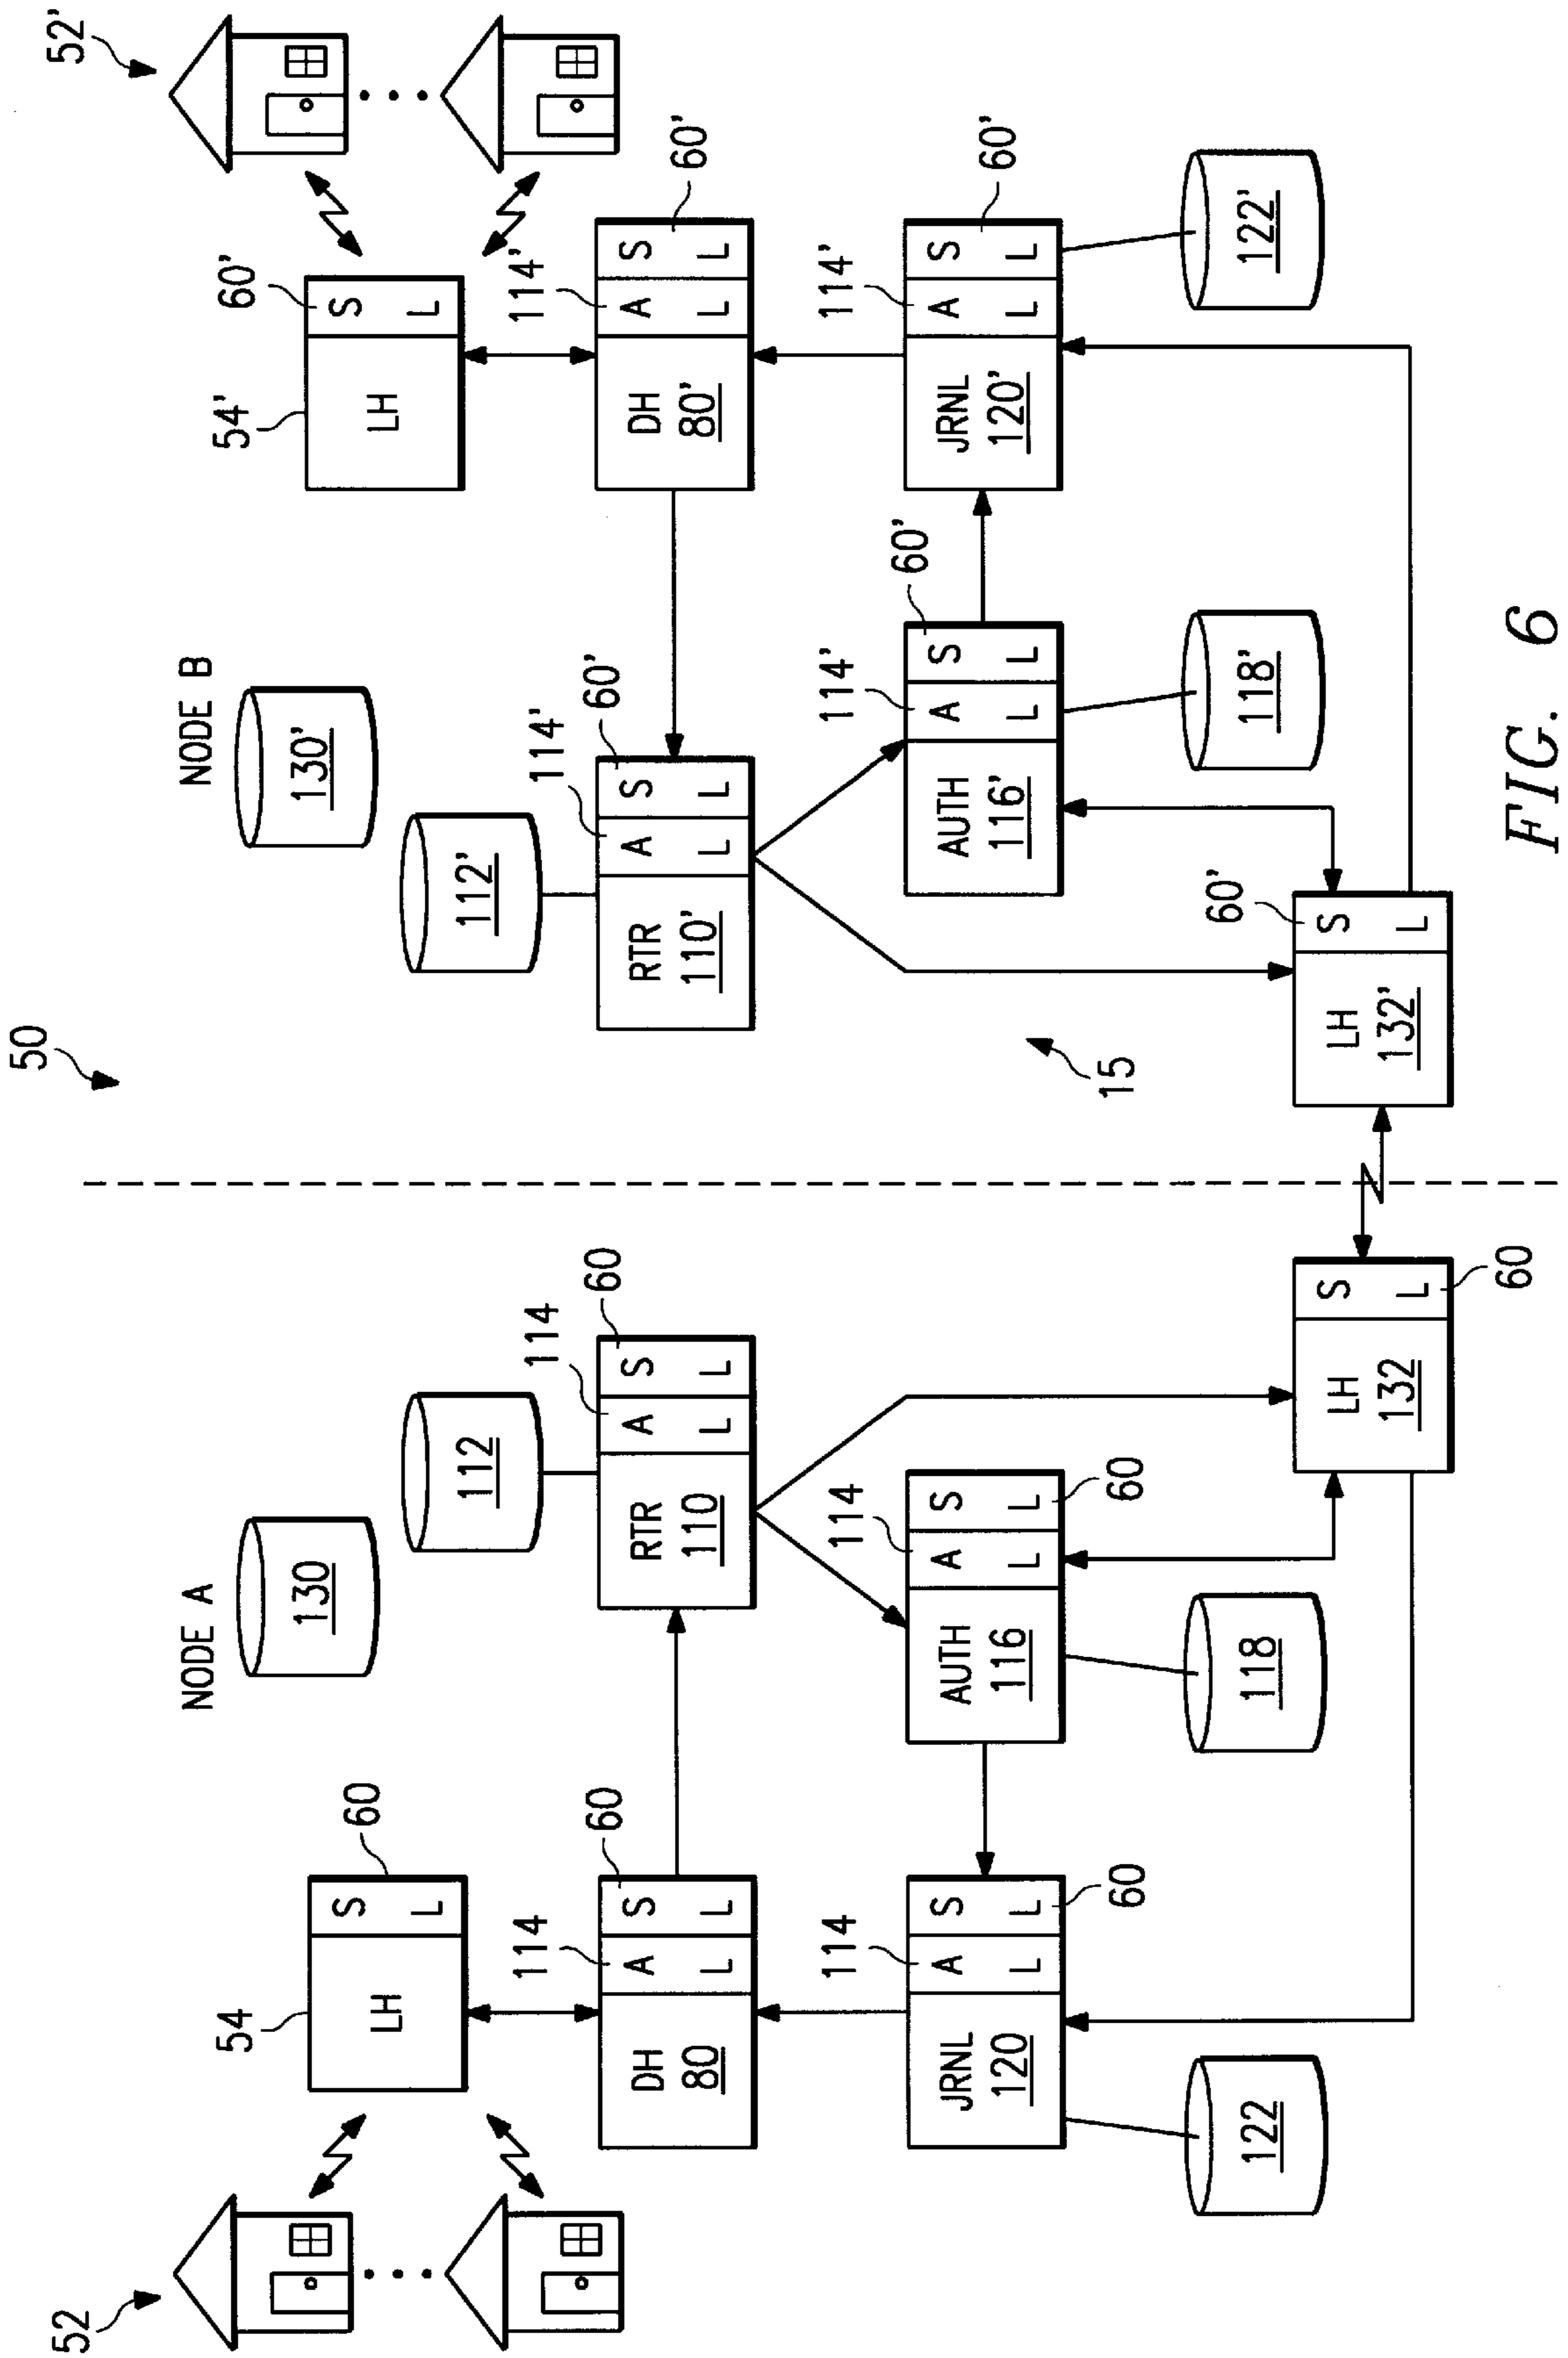 50
52
52'
NODE A
NODE B
130
130'
54
60
LH
S
L
54'
60'
LH
S
L
112
112'
114
60
DH
80
A
L
S
L
114
60
RTR
110
A
L
S
L
114'
60'
RTR
110'
A
L
S
L
114'
60'
DH
80'
A
L
S
L
114
60
JRNL
120
A
L
S
L
114
60
AUTH
116
A
L
S
L
15
114'
60'
AUTH
116'
A
L
S
L
114'
60'
JRNL
120'
A
L
S
L
122
118
118'
122'
LH
132
S
L
60
LH
132'
S
L
60'
FIG. 6